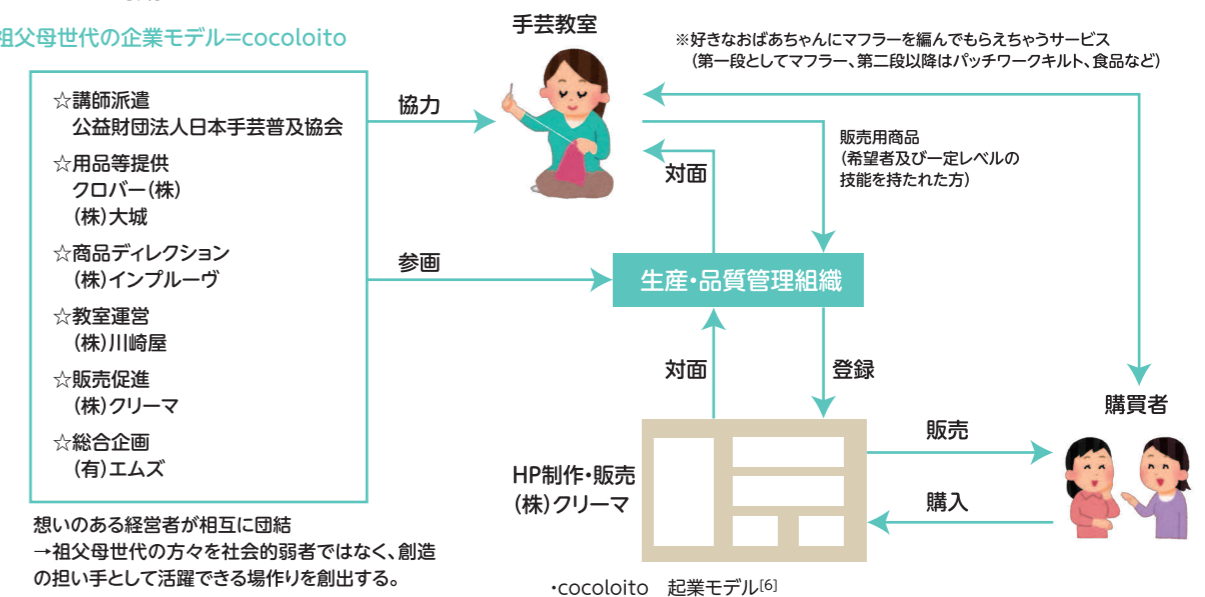 祖父母世代の企業モデル=cocoloito
☆講師派遣
公益財団法人日本手芸普及協会
☆用品等提供
クロバー(株)
(株)大城
☆商品ディレクション
(株)インプルーヴ
☆教室運営
(株)川崎屋
☆販売促進
(株)クリーマ
☆総合企画
(有)エムズ
想いのある経営者が相互に団結
→祖父母世代の方々を社会的弱者ではなく、創造
の担い手として活躍できる場作りを創出する。
協力
参画
手芸教室
※好きなおばあちゃんにマフラーを編んでもらえちゃうサービス
(第一段としてマフラー、第二段以降はパッチワークキルト、食品など)
対面
販売用商品
(希望者及び一定レベルの
技能を持たれた方)
生産・品質管理組織
対面
登録
HP制作・販売
(株)クリーマ
販売
購入
購買者
・cocoloito 起業モデル[6]